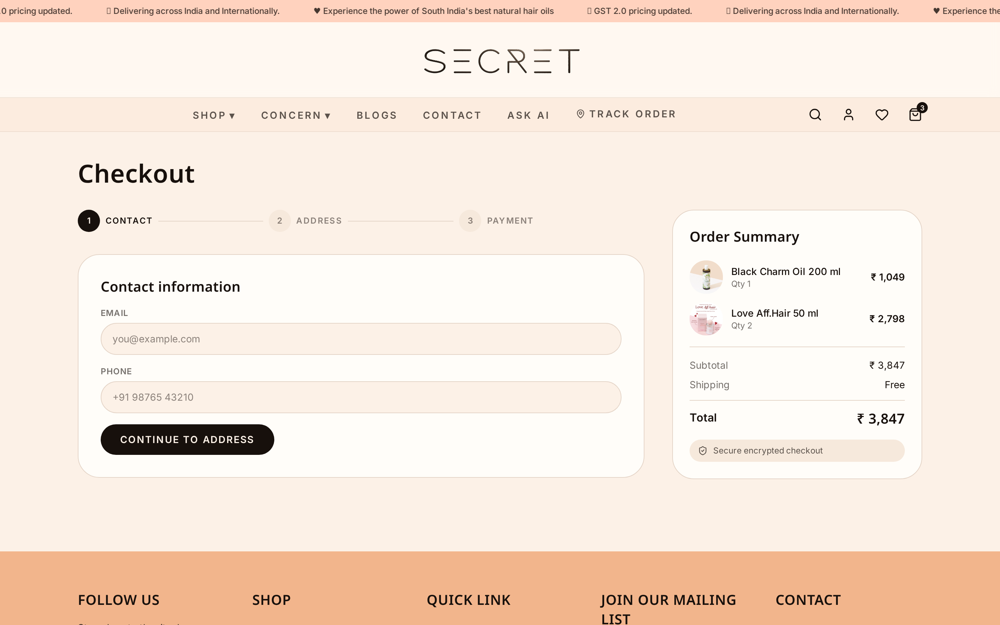 .0 pricing updated. Delivering across India and Internationally. ♥ Experience the power of South India's best natural hair oils GST 2.0 pricing updated. Delivering across India and Internationally. ♥ Experience the
SECRET
SHOP ▾ CONCERN ▾ BLOGS CONTACT ASK AI TRACK ORDER 3
Checkout
1 CONTACT 2 ADDRESS 3 PAYMENT
Contact information
EMAIL
you@example.com
PHONE
+91 98765 43210
CONTINUE TO ADDRESS
Order Summary
Black Charm Oil 200 ml ₹ 1,049
Qty 1
Love Aff.hair
Love Aff.Hair 50 ml ₹ 2,798
Qty 2
Subtotal ₹ 3,847
Shipping Free
Total ₹ 3,847
Secure encrypted checkout
FOLLOW US
SHOP
QUICK LINK
JOIN OUR MAILING
LIST
CONTACT